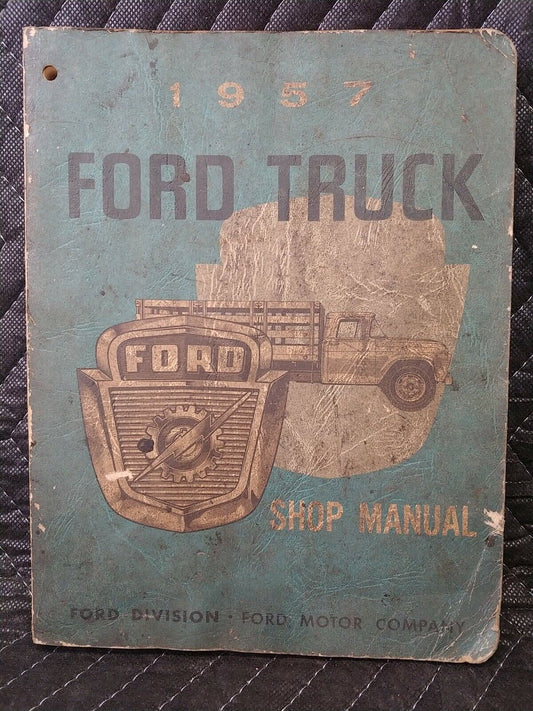 1957
FORD TRUCK
FORD
SHOP MANUAL
FORD DIVISION · FORD MOTOR COMPANY